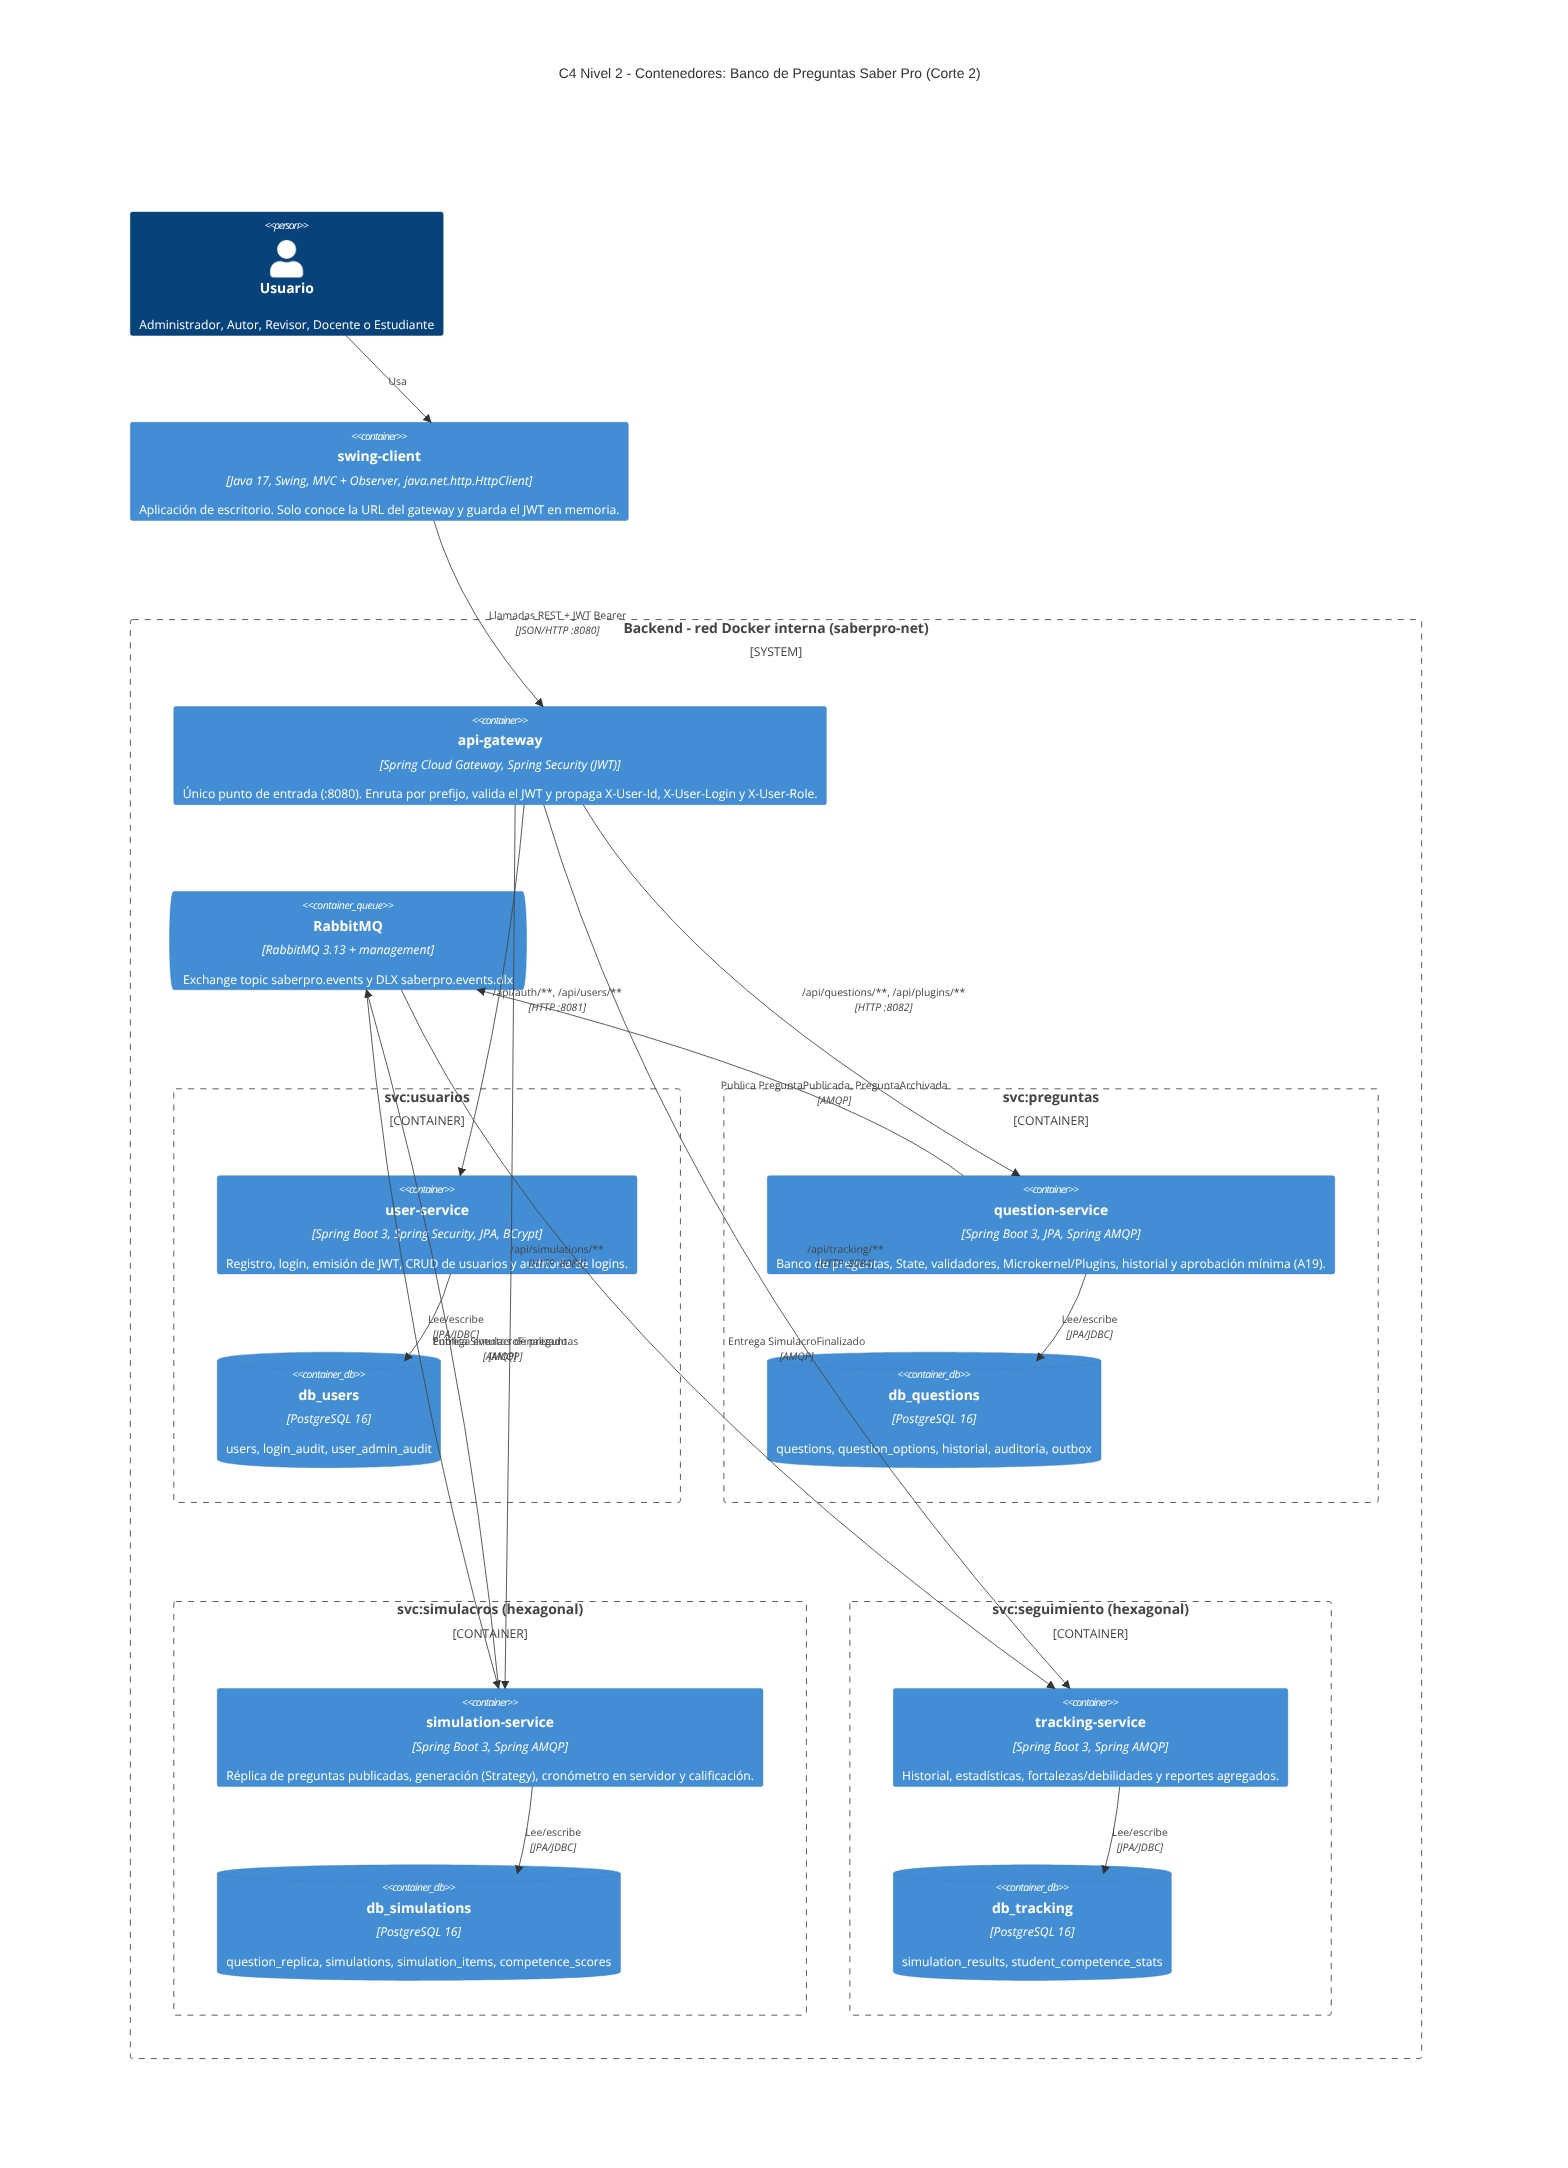 C4 Nivel 2 - Contenedores: Banco de Preguntas Saber Pro (Corte 2)
<<person>>
Usuario
Administrador, Autor, Revisor, Docente o Estudiante
Usa
<<container>>
swing-client
[Java 17, Swing, MVC + Observer, java.net.http.HttpClient]
Aplicación de escritorio. Solo conoce la URL del gateway y guarda el JWT en memoria.
Llamadas REST + JWT Bearer
[JSON/HTTP :8080]
Backend - red Docker interna (saberpro-net)
[SYSTEM]
<<container>>
api-gateway
[Spring Cloud Gateway, Spring Security (JWT)]
Único punto de entrada (:8080). Enruta por prefijo, valida el JWT y propaga X-User-Id, X-User-Login y X-User-Role.
<<container_queue>>
RabbitMQ
[RabbitMQ 3.13 + management]
Exchange topic saberpro.events y DLX saberpro.events.dlx
/api/auth/**, /api/users/**
[HTTP :8081]
/api/questions/**, /api/plugins/**
[HTTP :8082]
Publica PreguntaPublicada, PreguntaArchivada
[AMQP]
svc:usuarios
[CONTAINER]
svc:preguntas
[CONTAINER]
<<container>>
user-service
[Spring Boot 3, Spring Security, JPA, BCrypt]
Registro, login, emisión de JWT, CRUD de usuarios y auditoría de logins.
<<container>>
question-service
[Spring Boot 3, JPA, Spring AMQP]
Banco de preguntas, State, validadores, Microkernel/Plugins, historial y aprobación mínima (A19).
/api/simulations/**
/api/tracking/**
Lee/escribe
[JPA/JDBC]
Lee/escribe
[JPA/JDBC]
Entrega SimulacroFinalizado
[AMQP]
<<container_db>>
db_users
[PostgreSQL 16]
users, login_audit, user_admin_audit
<<container_db>>
db_questions
[PostgreSQL 16]
questions, question_options, historial, auditoría, outbox
svc:simulacros (hexagonal)
[CONTAINER]
svc:seguimiento (hexagonal)
[CONTAINER]
<<container>>
simulation-service
[Spring Boot 3, Spring AMQP]
Réplica de preguntas publicadas, generación (Strategy), cronómetro en servidor y calificación.
<<container>>
tracking-service
[Spring Boot 3, Spring AMQP]
Historial, estadísticas, fortalezas/debilidades y reportes agregados.
Lee/escribe
[JPA/JDBC]
Lee/escribe
[JPA/JDBC]
<<container_db>>
db_simulations
[PostgreSQL 16]
question_replica, simulations, simulation_items, competence_scores
<<container_db>>
db_tracking
[PostgreSQL 16]
simulation_results, student_competence_stats